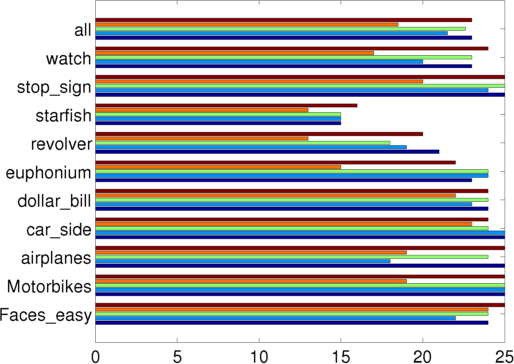 all
watch
stop_sign
starfish
revolver
euphonium
dollar_bill
car_side
airplanes
Motorbikes
Faces_easy
0 5 10 15 20 25